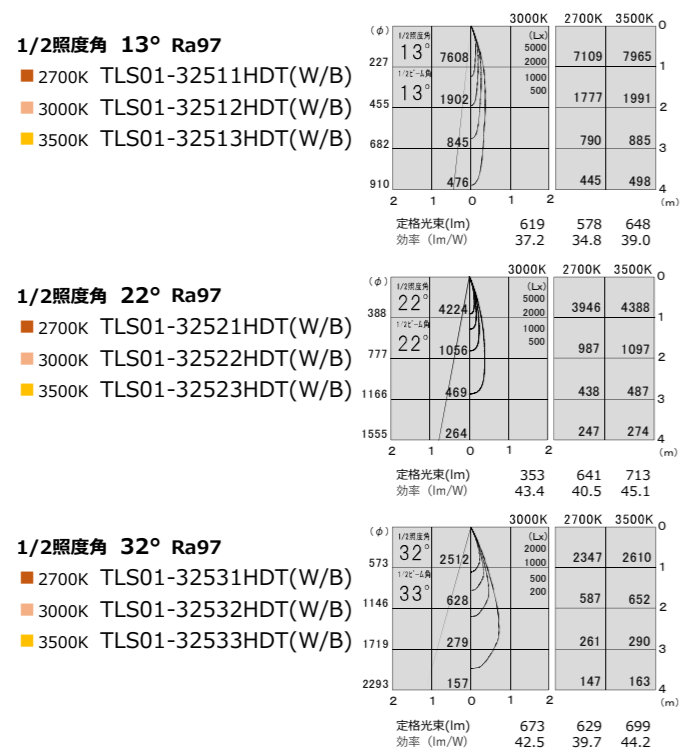 1/2照度角 13° Ra97
2700K TLS01-32511HDT(W/B)
3000K TLS01-32512HDT(W/B)
3500K TLS01-32513HDT(W/B)
3000K 2700K 3500K
(φ) 1/2照度角 (Lx) 0
13° 7608 5000 7109 7965
227 2000 1
1/2ビーム角 1000
13° 500
455 1902 1777 1991 2
682 845 790 885 3
910 476 445 498 4
2 1 0 1 2 (m)
定格光束(lm) 619 578 648
効率 (lm/W) 37.2 34.8 39.0
1/2照度角 22° Ra97
2700K TLS01-32521HDT(W/B)
3000K TLS01-32522HDT(W/B)
3500K TLS01-32523HDT(W/B)
3000K 2700K 3500K
(φ) 1/2照度角 (Lx) 0
22° 4224 5000 3946 4388
388 2000 1
1/2ビーム角 1000
22° 500
777 1056 987 1097 2
1166 469 438 487 3
1555 264 247 274 4
2 1 0 1 2 (m)
定格光束(lm) 353 641 713
効率 (lm/W) 43.4 40.5 45.1
1/2照度角 32° Ra97
2700K TLS01-32531HDT(W/B)
3000K TLS01-32532HDT(W/B)
3500K TLS01-32533HDT(W/B)
3000K 2700K 3500K
(φ) 1/2照度角 (Lx) 0
32° 2512 2000 2347 2610
573 1000 1
1/2ビーム角 500
33° 200
1146 628 587 652 2
1719 279 261 290 3
2293 157 147 163 4
2 1 0 1 2 (m)
定格光束(lm) 673 629 699
効率 (lm/W) 42.5 39.7 44.2